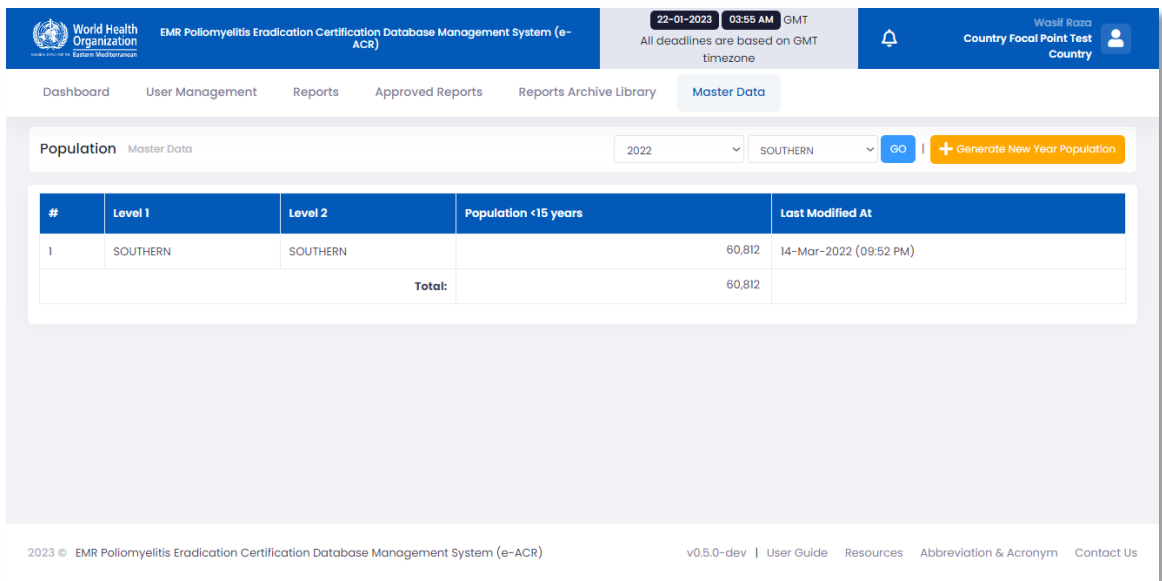 World Health
Organization
Eastern Mediterranean
EMR Poliomyelitis Eradication Certification Database Management System (e-
ACR)
22-01-2023 03:55 AM GMT
All deadlines are based on GMT
timezone
Wasif Raza
Country Focal Point Test
Country
Dashboard User Management Reports Approved Reports Reports Archive Library Master Data
Population Master Data 2022 SOUTHERN GO | + Generate New Year Population
# Level 1 Level 2 Population <15 years Last Modified At
1 SOUTHERN SOUTHERN 60,812 14-Mar-2022 (09:52 PM)
Total: 60,812
2023 © EMR Poliomyelitis Eradication Certification Database Management System (e-ACR) v0.5.0-dev | User Guide Resources Abbreviation & Acronym Contact Us